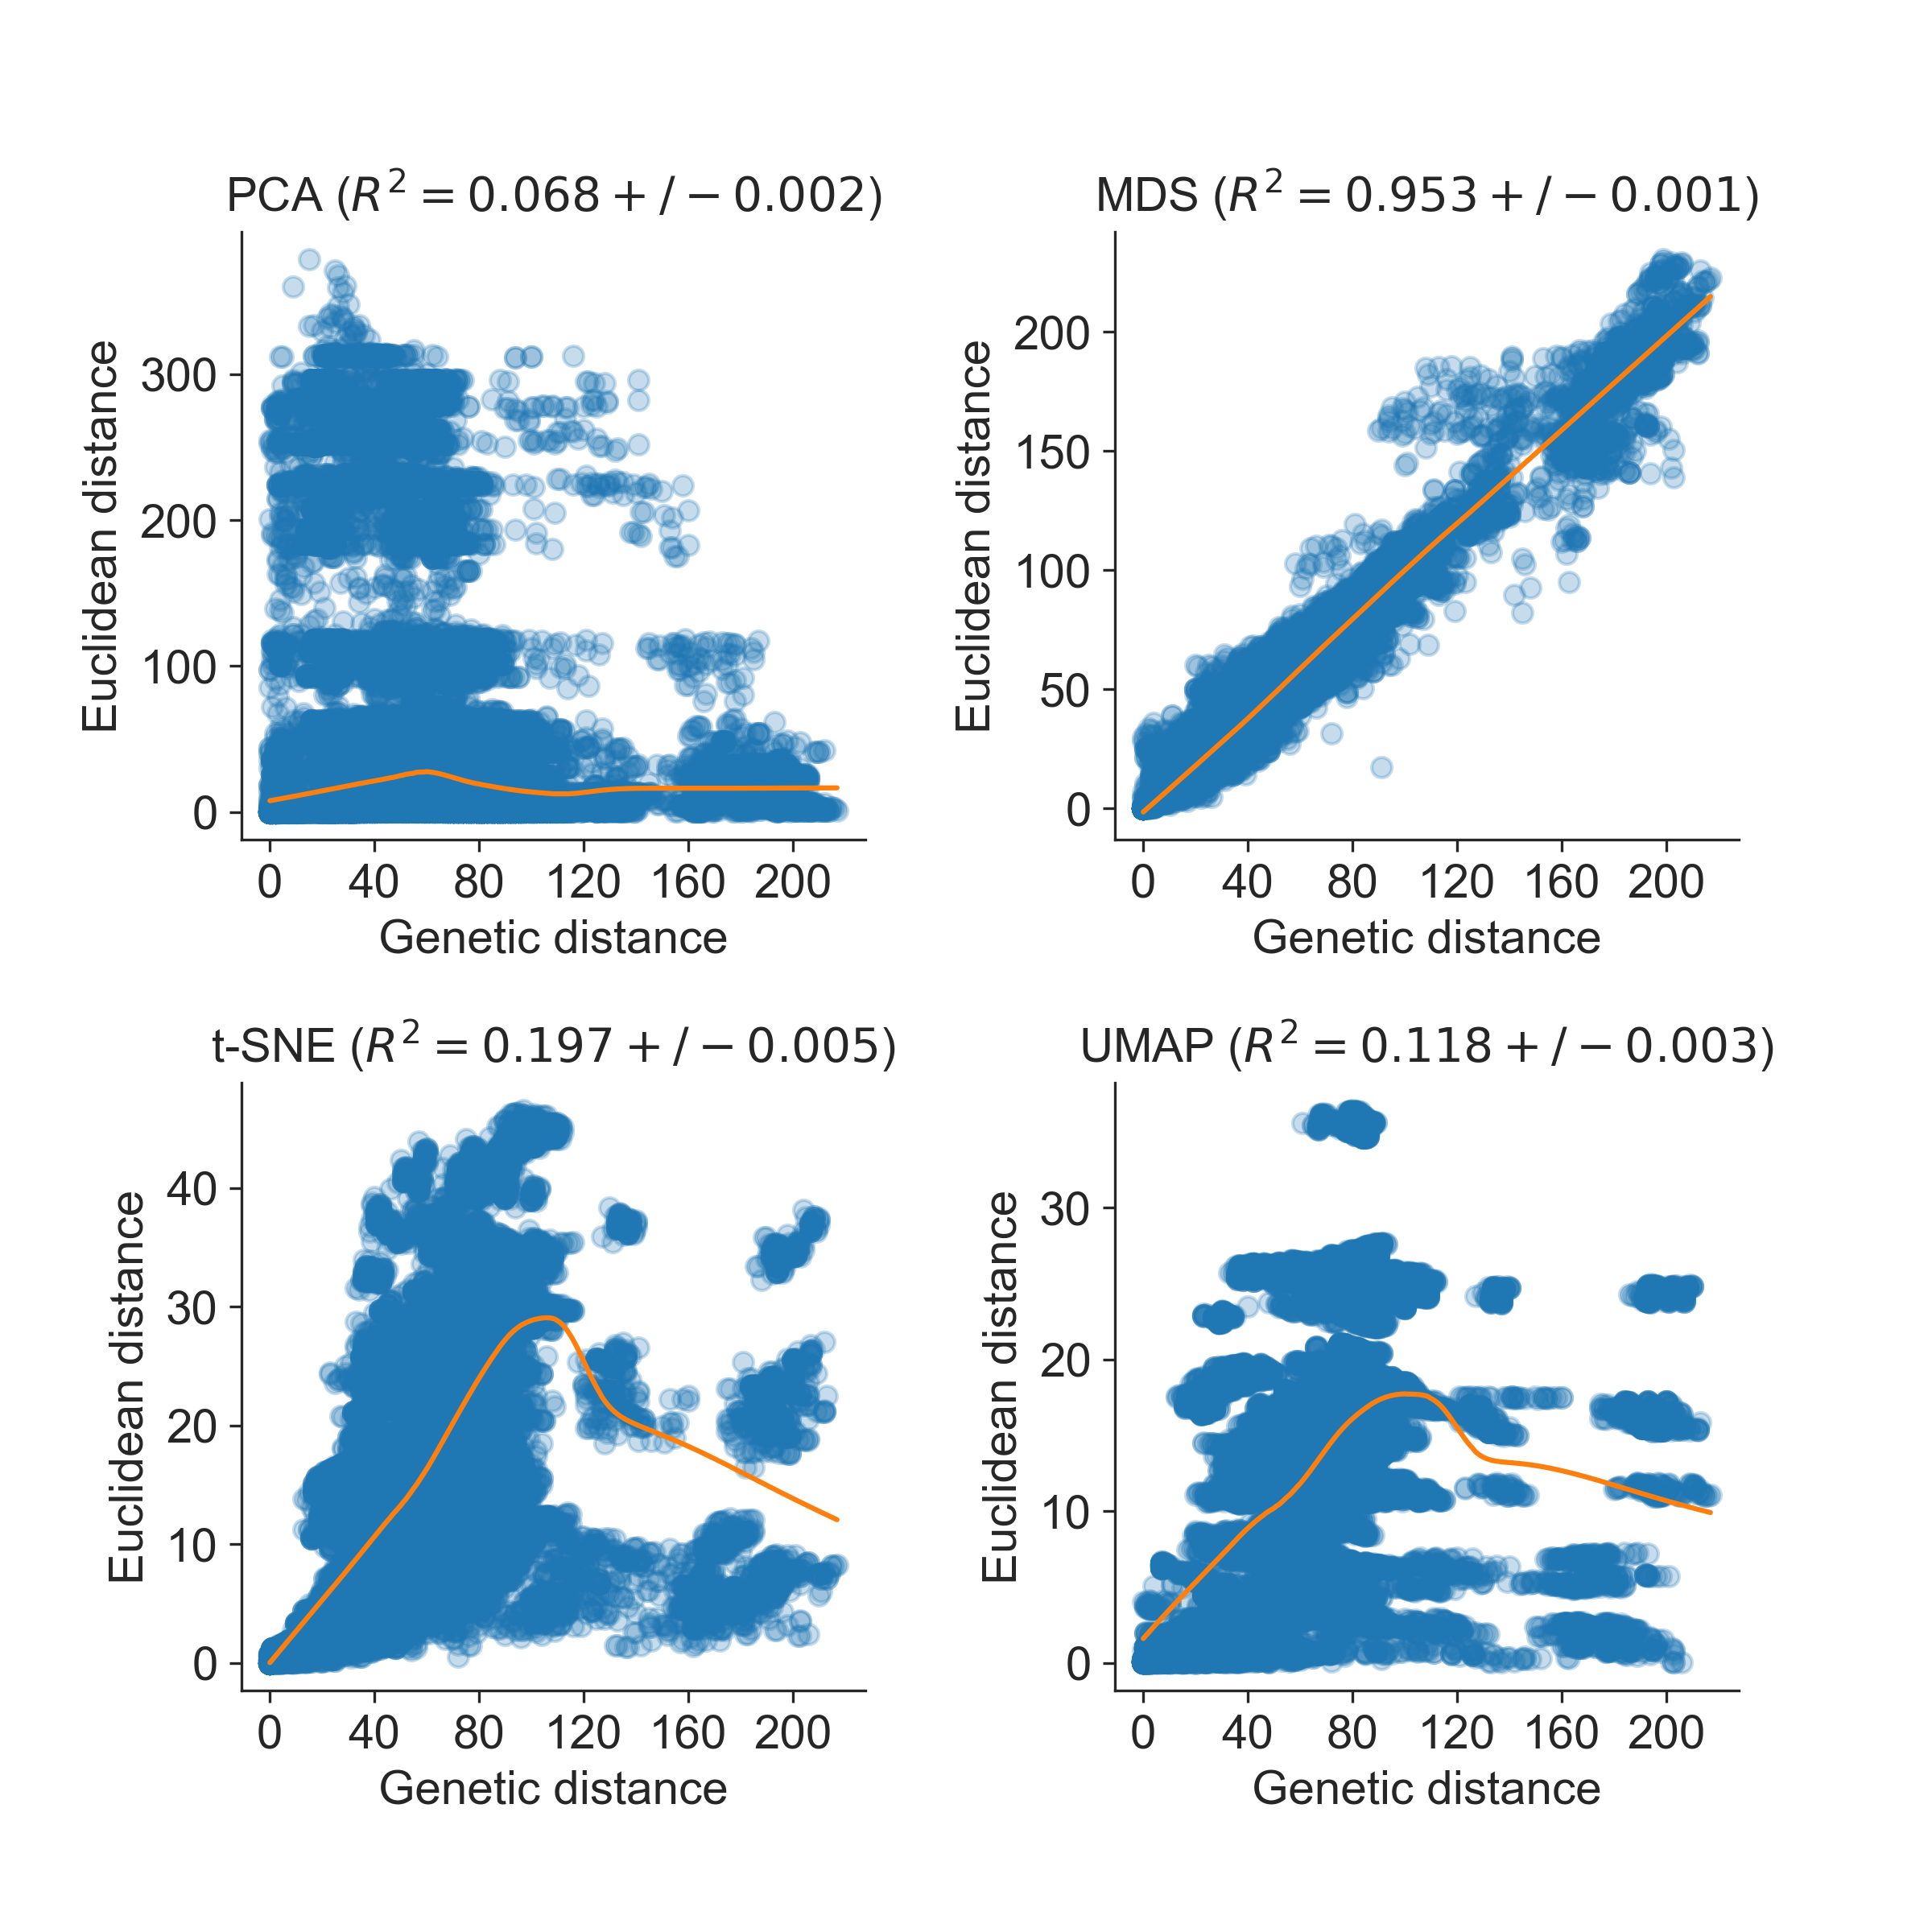 PCA (R² = 0.068 + / − 0.002)
Euclidean distance
300
200
100
0
0 40 80 120 160 200
Genetic distance
MDS (R² = 0.953 + / − 0.001)
Euclidean distance
200
150
100
50
0
0 40 80 120 160 200
Genetic distance
t-SNE (R² = 0.197 + / − 0.005)
Euclidean distance
40
30
20
10
0
0 40 80 120 160 200
Genetic distance
UMAP (R² = 0.118 + / − 0.003)
Euclidean distance
30
20
10
0
0 40 80 120 160 200
Genetic distance